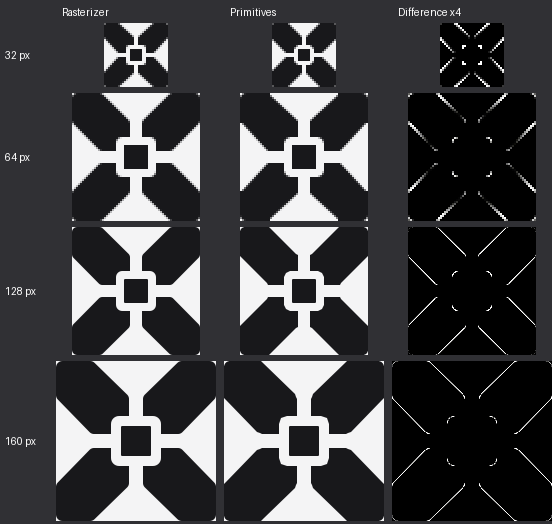 Rasterizer Primitives Difference x4
32 px
64 px
128 px
160 px